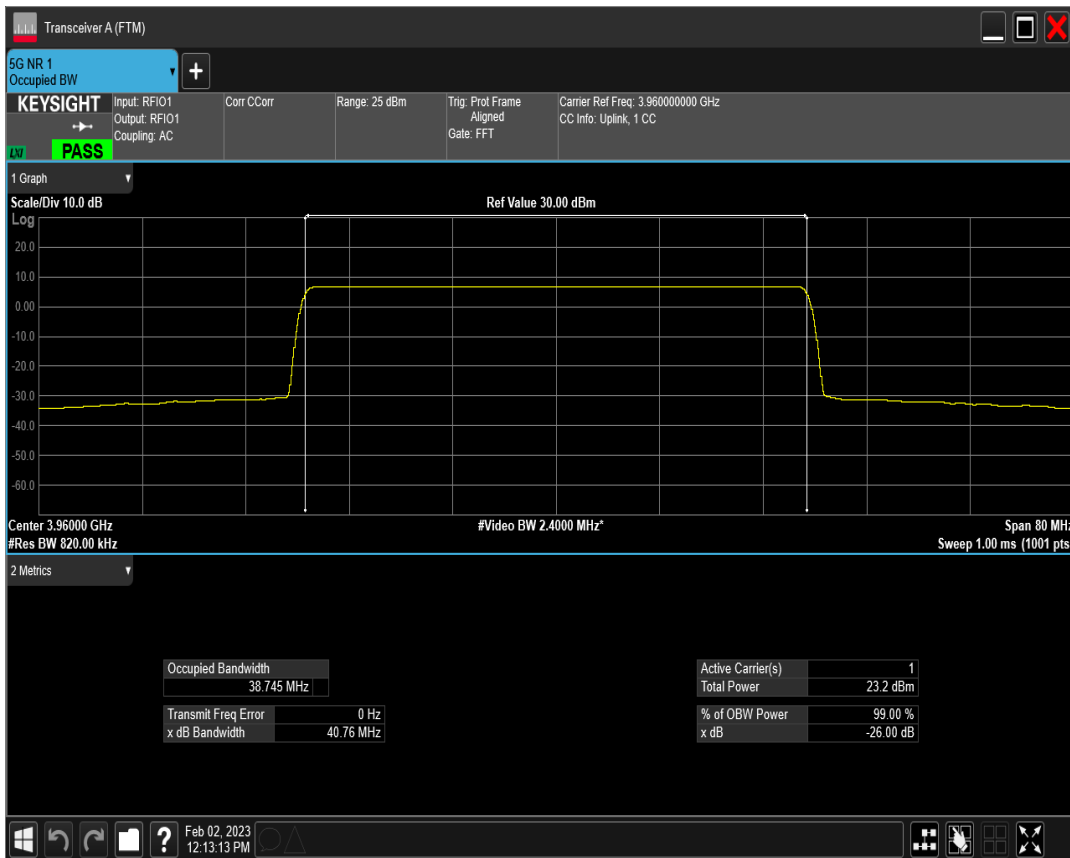 Transceiver A (FTM)
5G NR 1
Occupied BW
+
KEYSIGHT
LXI
PASS
Input: RFIO1
Output: RFIO1
Coupling: AC
Corr CCorr
Range: 25 dBm
Trig: Prot Frame
Aligned
Gate: FFT
Carrier Ref Freq: 3.960000000 GHz
CC Info: Uplink, 1 CC
1 Graph
Scale/Div 10.0 dB
Ref Value 30.00 dBm
Log
20.0
10.0
0.00
-10.0
-20.0
-30.0
-40.0
-50.0
-60.0
Center 3.96000 GHz
#Video BW 2.4000 MHz*
Span 80 MHz
#Res BW 820.00 kHz
Sweep 1.00 ms (1001 pts
2 Metrics
Occupied Bandwidth
38.745 MHz
Transmit Freq Error 0 Hz
x dB Bandwidth 40.76 MHz
Active Carrier(s) 1
Total Power 23.2 dBm
% of OBW Power 99.00 %
x dB -26.00 dB
?
Feb 02, 2023
12:13:13 PM